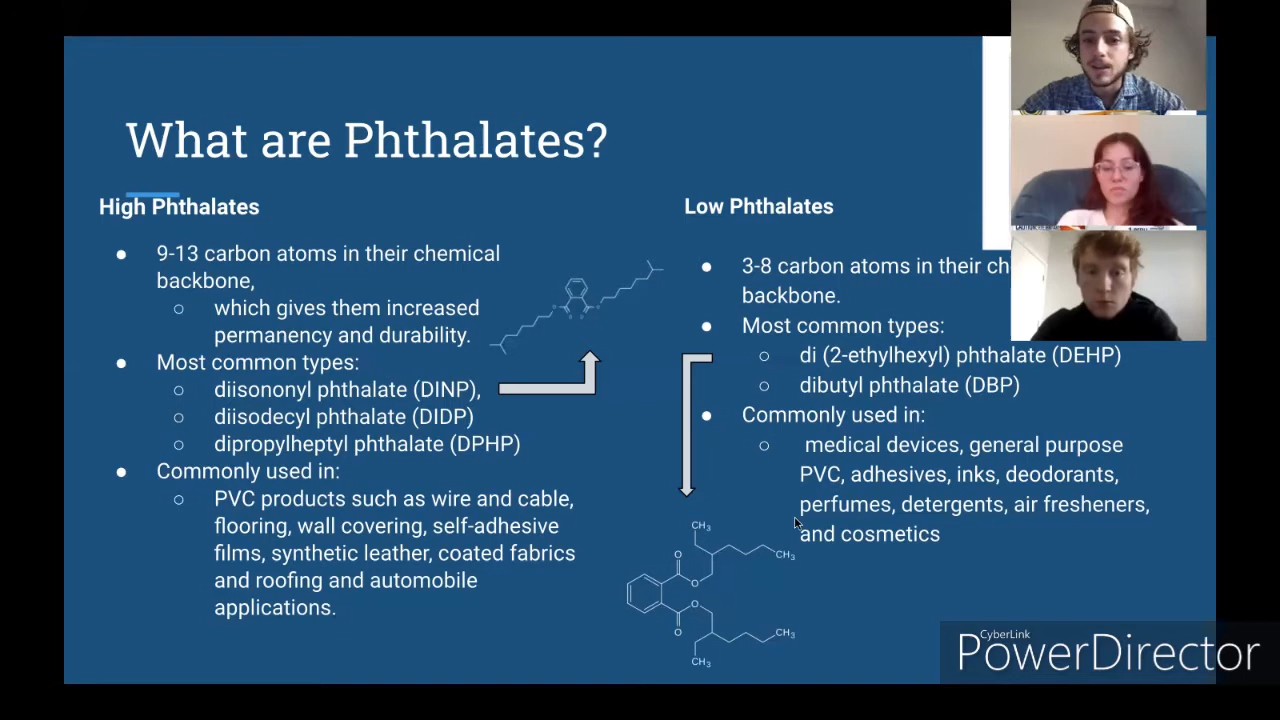 What are Phthalates?
High Phthalates
● 9-13 carbon atoms in their chemical
backbone,
○ which gives them increased
permanency and durability.
● Most common types:
○ diisononyl phthalate (DINP),
○ diisodecyl phthalate (DIDP)
○ dipropylheptyl phthalate (DPHP)
● Commonly used in:
○ PVC products such as wire and cable,
flooring, wall covering, self-adhesive
films, synthetic leather, coated fabrics
and roofing and automobile
applications.
Low Phthalates
● 3-8 carbon atoms in their ch
backbone.
● Most common types:
○ di (2-ethylhexyl) phthalate (DEHP)
○ dibutyl phthalate (DBP)
● Commonly used in:
○ medical devices, general purpose
PVC, adhesives, inks, deodorants,
perfumes, detergents, air fresheners,
and cosmetics
CH3
O
CH3
O
O
O
CH3
CH3
CyberLink
PowerDirector